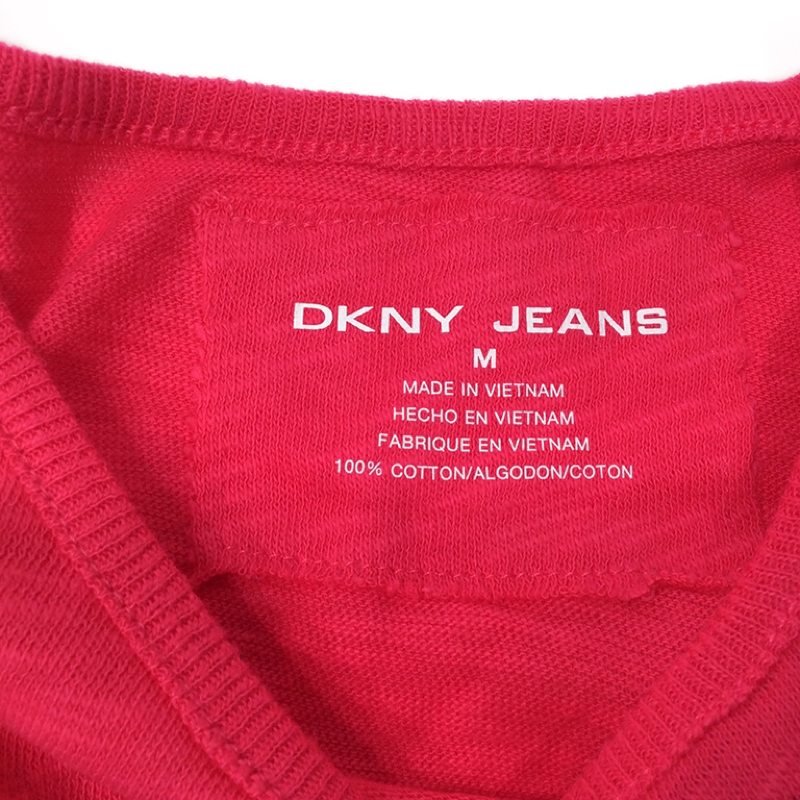 DKNY JEANS
M
MADE IN VIETNAM
HECHO EN VIETNAM
FABRIQUE EN VIETNAM
100% COTTON/ALGODON/COTON